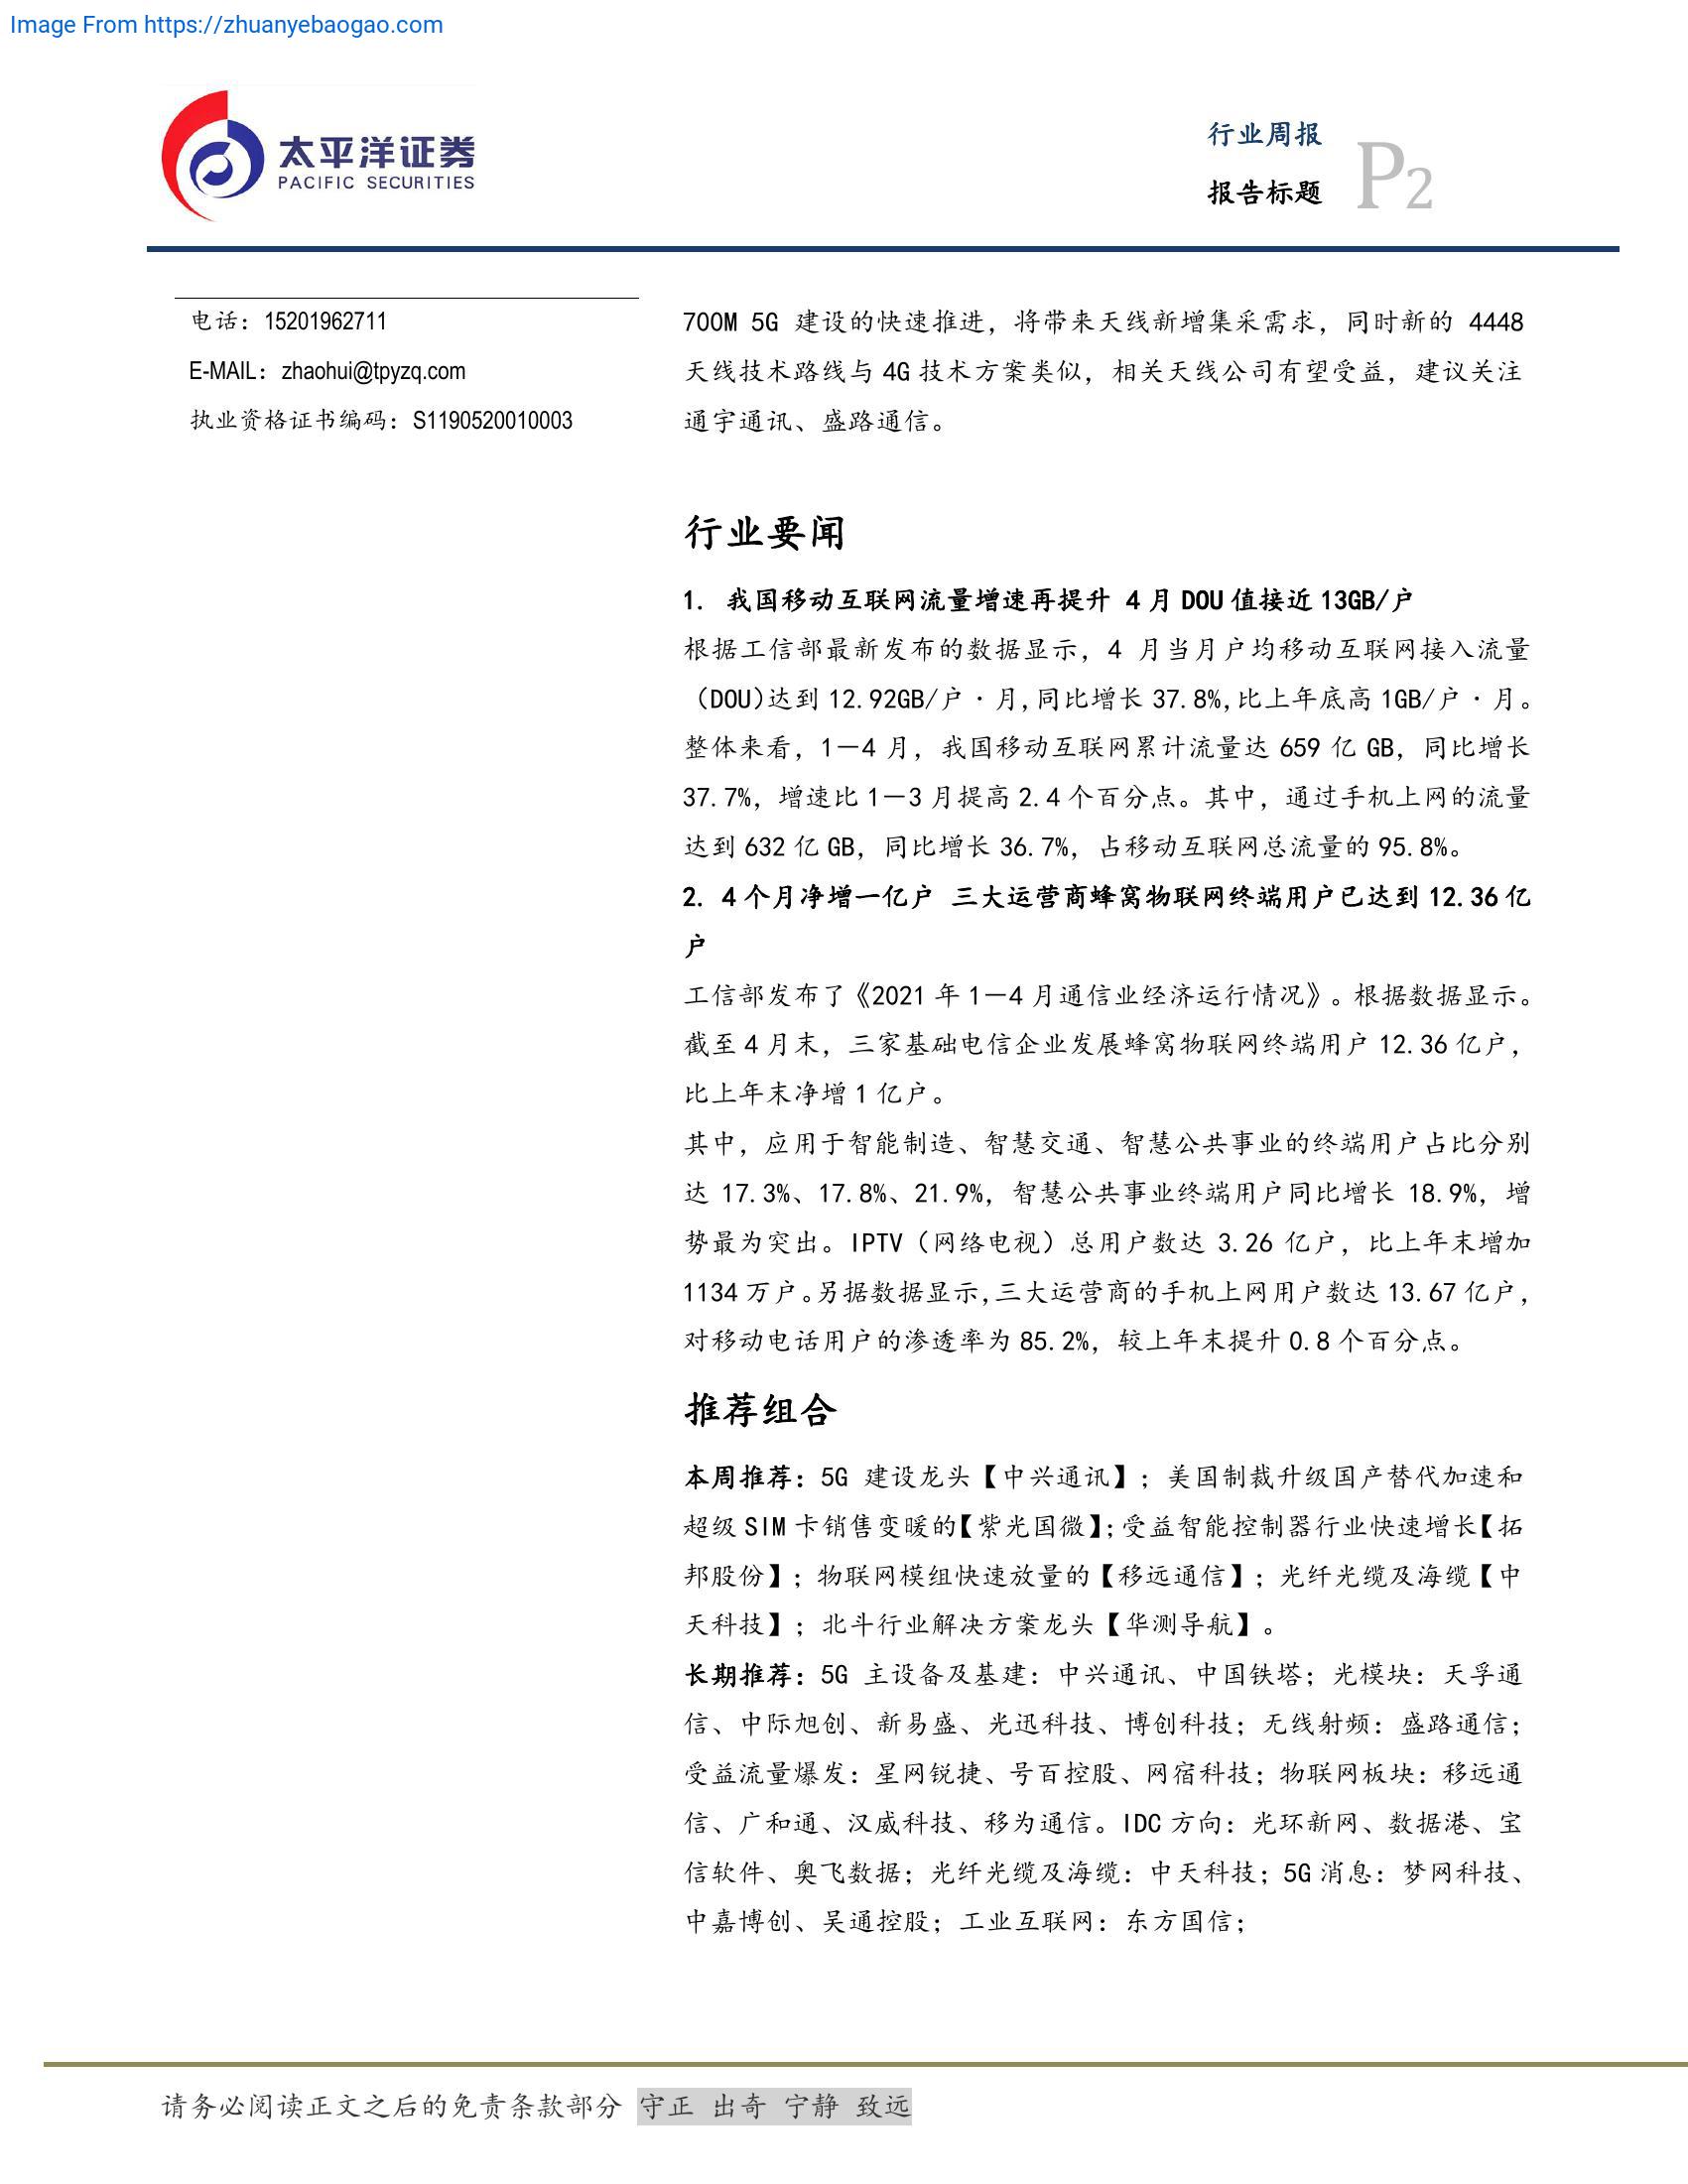 Image From https://zhuanyebaogao.com
太平洋证券
PACIFIC SECURITIES
行业周报
报告标题
P2
电话：15201962711
E-MAIL：zhaohui@tpyzq.com
执业资格证书编码：S1190520010003
700M 5G 建设的快速推进，将带来天线新增集采需求，同时新的 4448
天线技术路线与 4G 技术方案类似，相关天线公司有望受益，建议关注
通宇通讯、盛路通信。
行业要闻
1. 我国移动互联网流量增速再提升 4 月 DOU 值接近 13GB/户
根据工信部最新发布的数据显示，4 月当月户均移动互联网接入流量
（DOU）达到 12.92GB/户·月，同比增长 37.8%，比上年底高 1GB/户·月。
整体来看，1－4 月，我国移动互联网累计流量达 659 亿 GB，同比增长
37.7%，增速比 1－3 月提高 2.4 个百分点。其中，通过手机上网的流量
达到 632 亿 GB，同比增长 36.7%，占移动互联网总流量的 95.8%。
2. 4 个月净增一亿户 三大运营商蜂窝物联网终端用户已达到 12.36 亿
户
工信部发布了《2021 年 1－4 月通信业经济运行情况》。根据数据显示。
截至 4 月末，三家基础电信企业发展蜂窝物联网终端用户 12.36 亿户，
比上年末净增 1 亿户。
其中，应用于智能制造、智慧交通、智慧公共事业的终端用户占比分别
达 17.3%、17.8%、21.9%，智慧公共事业终端用户同比增长 18.9%，增
势最为突出。IPTV（网络电视）总用户数达 3.26 亿户，比上年末增加
1134 万户。另据数据显示，三大运营商的手机上网用户数达 13.67 亿户，
对移动电话用户的渗透率为 85.2%，较上年末提升 0.8 个百分点。
推荐组合
本周推荐：5G 建设龙头【中兴通讯】；美国制裁升级国产替代加速和
超级 SIM 卡销售变暖的【紫光国微】；受益智能控制器行业快速增长【拓
邦股份】；物联网模组快速放量的【移远通信】；光纤光缆及海缆【中
天科技】；北斗行业解决方案龙头【华测导航】。
长期推荐：5G 主设备及基建：中兴通讯、中国铁塔；光模块：天孚通
信、中际旭创、新易盛、光迅科技、博创科技；无线射频：盛路通信；
受益流量爆发：星网锐捷、号百控股、网宿科技；物联网板块：移远通
信、广和通、汉威科技、移为通信。IDC 方向：光环新网、数据港、宝
信软件、奥飞数据；光纤光缆及海缆：中天科技；5G 消息：梦网科技、
中嘉博创、吴通控股；工业互联网：东方国信；
请务必阅读正文之后的免责条款部分 守正 出奇 宁静 致远